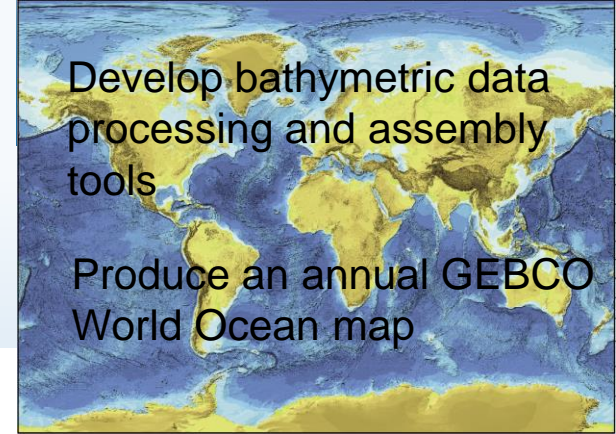 Develop bathymetric data
processing and assembly
tools
Produce an annual GEBCO
World Ocean map